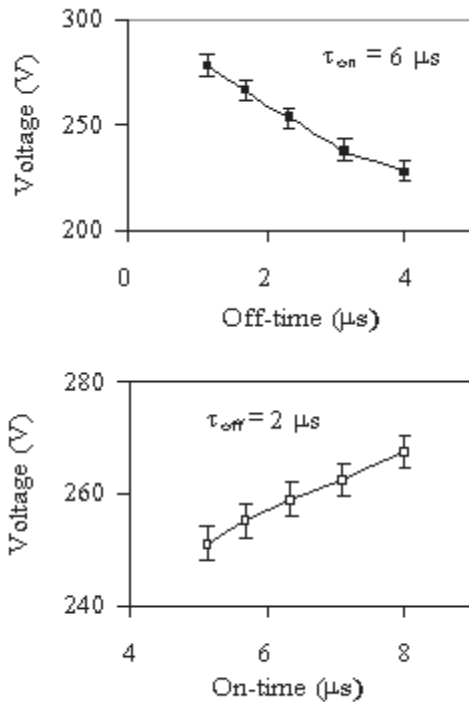 300
τon = 6 μs
250
200
Voltage (V)
0 2 4
Off-time (μs)
280
τoff = 2 μs
260
240
Voltage (V)
4 6 8
On-time (μs)